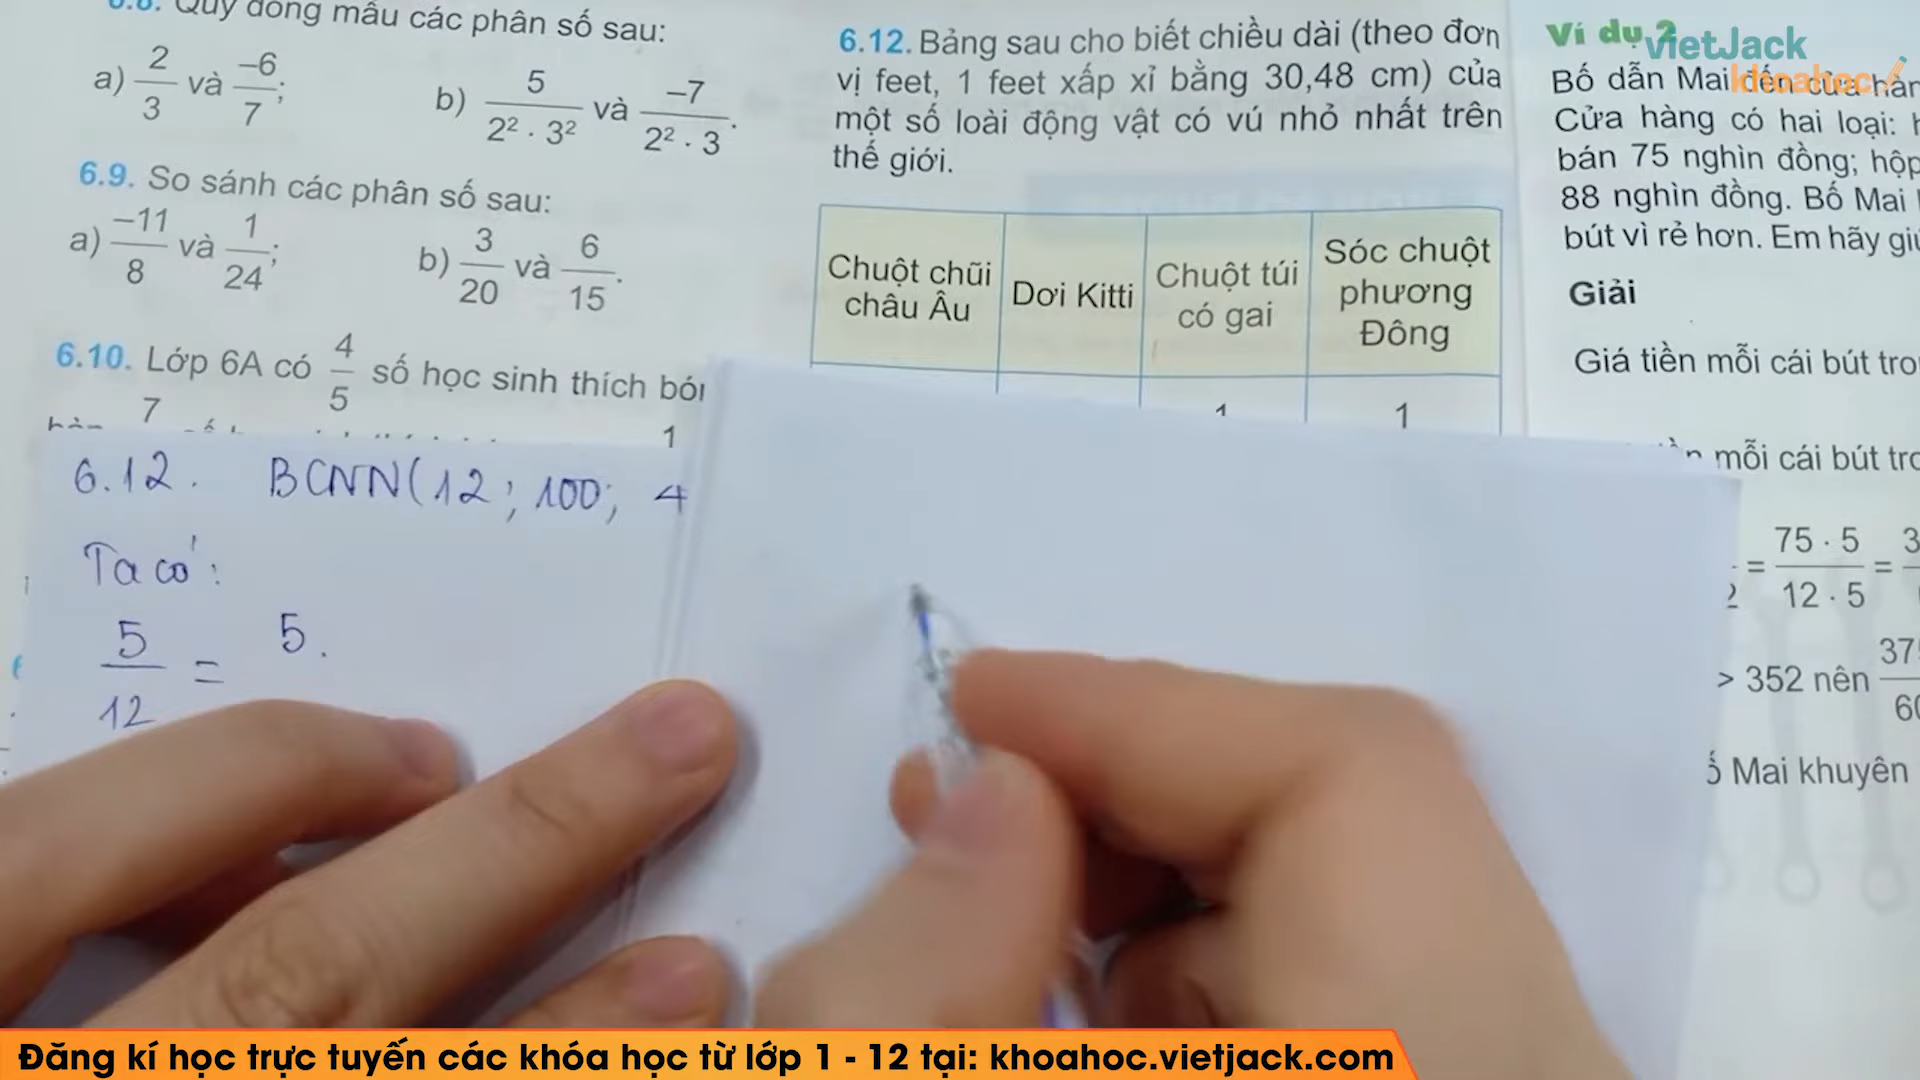 Quy đồng mẫu các phân số sau:
a) 2/3 và –6/7;
b) 5/2² · 3² và –7/2² · 3.
6.9. So sánh các phân số sau:
a) –11/8 và 1/24;
b) 3/20 và 6/15.
6.10. Lớp 6A có 4/5 số học sinh thích
7
1
6.12. Bảng sau cho biết chiều dài (theo đơn
vị feet, 1 feet xấp xỉ bằng 30,48 cm) của
một số loài động vật có vú nhỏ nhất trên
thế giới.
Chuột chũi
châu Âu
Dơi Kitti
Chuột túi
có gai
Sóc chuột
phương
Đông
1
1
Ví dụ 2
vietJack
khoahoc
Bố dẫn Mai đến cửa
Cửa hàng có hai loại:
bán 75 nghìn đồng; hộp
88 nghìn đồng. Bố Mai
bút vì rẻ hơn. Em hãy
Giải
Giá tiền mỗi cái bút
mỗi cái bút
= 75 · 5/12 · 5 =
> 352 nên
Mai khuyên
6.12. BCNN(12; 100; 4
Ta có:
5/12 = 5.
Đăng kí học trực tuyến các khóa học từ lớp 1 - 12 tại: khoahoc.vietjack.com